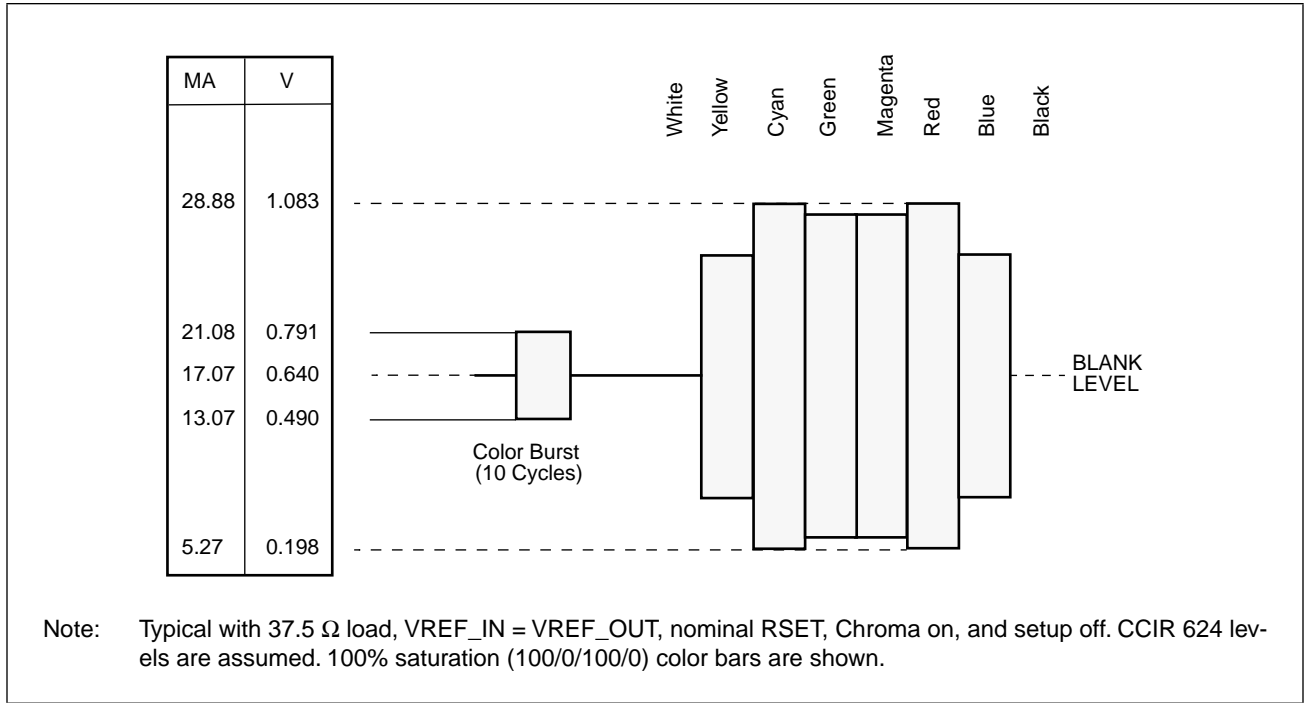 MA V
White
Yellow
Cyan
Green
Magenta
Red
Blue
Black
28.88 1.083
21.08 0.791
17.07 0.640
13.07 0.490
5.27 0.198
BLANK
LEVEL
Color Burst
(10 Cycles)
Note: Typical with 37.5 Ω load, VREF_IN = VREF_OUT, nominal RSET, Chroma on, and setup off. CCIR 624 lev-
els are assumed. 100% saturation (100/0/100/0) color bars are shown.